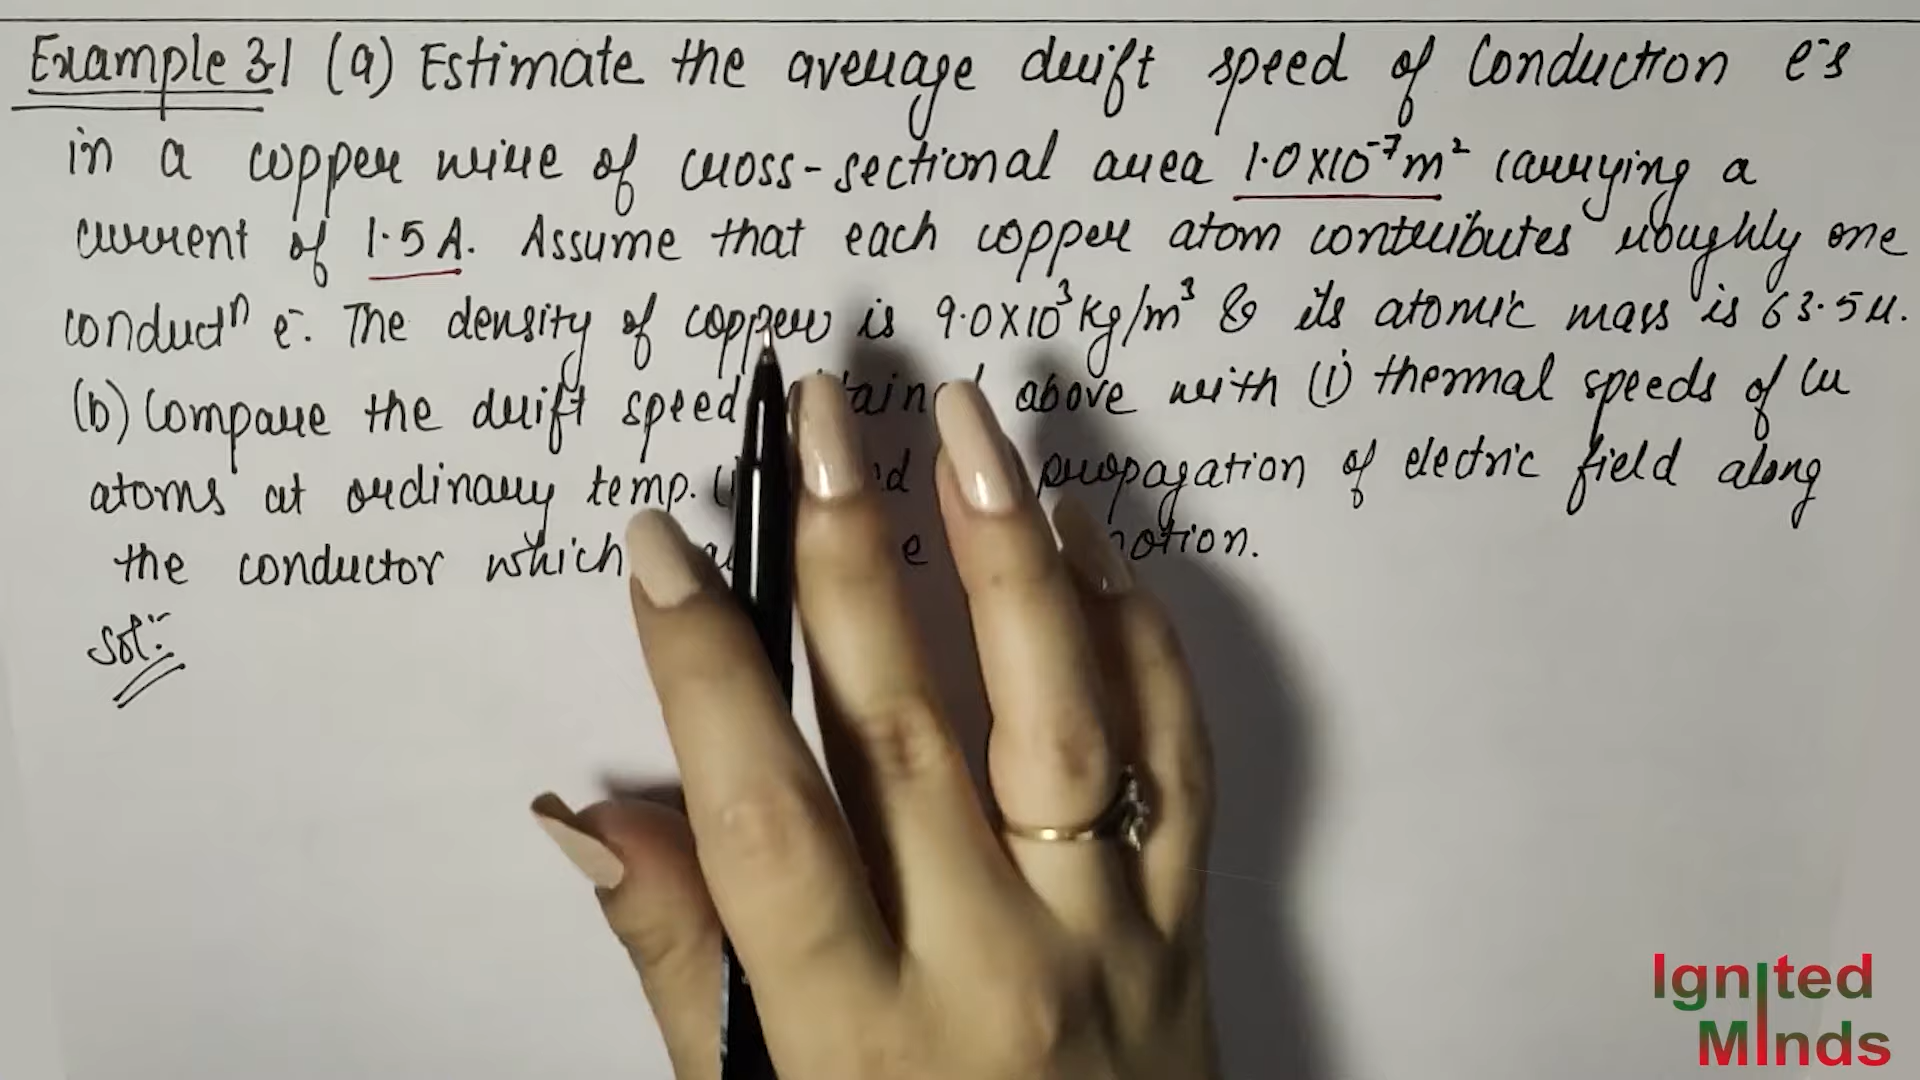 Example 3.1 (a) Estimate the average drift speed of conduction e⁻s
in a copper wire of cross-sectional area 1.0×10⁻⁷m² carrying a
current of 1.5A. Assume that each copper atom contributes roughly one
conductⁿ e⁻. The density of copper is 9.0×10³kg/m³ & its atomic mass is 63.5u.
(b) Compare the drift speed above with (i) thermal speeds of Cu
atoms at ordinary temp. propagation of electric field along
the conductor which
Sol:-
Ignited
Minds